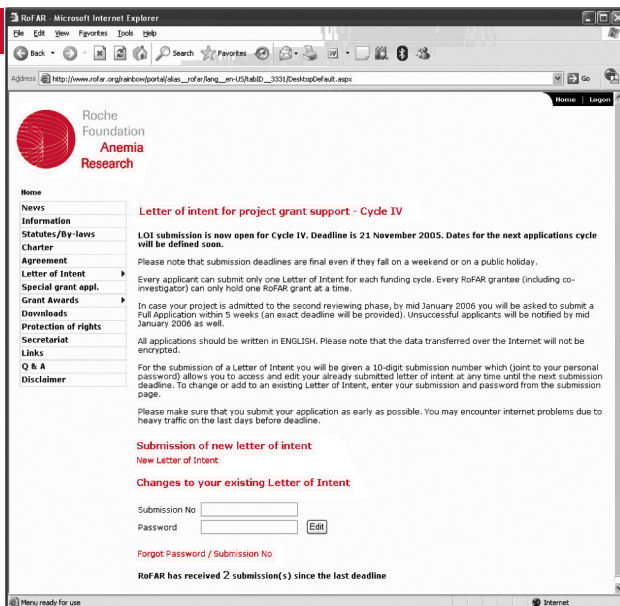 RoFAR - Microsoft Internet Explorer
File Edit View Favorites Tools Help
Back Search Favorites
Address http://www.rofar.org/rainbow/portal/alias__rofar/lang__en-US/tabID__3331/DesktopDefault.aspx Go
Home | Logon
Roche
Foundation
Anemia
Research
Home
News
Information
Statutes/By-laws
Charter
Agreement
Letter of Intent
Special grant appl.
Grant Awards
Downloads
Protection of rights
Secretariat
Links
Q & A
Disclaimer
Letter of intent for project grant support - Cycle IV
LOI submission is now open for Cycle IV. Deadline is 21 November 2005. Dates for the next applications cycle
will be defined soon.
Please note that submission deadlines are final even if they fall on a weekend or on a public holiday.
Every applicant can submit only one Letter of Intent for each funding cycle. Every RoFAR grantee (including co-
investigator) can only hold one RoFAR grant at a time.
In case your project is admitted to the second reviewing phase, by mid January 2006 you will be asked to submit a
Full Application within 5 weeks (an exact deadline will be provided). Unsuccessful applicants will be notified by mid
January 2006 as well.
All applications should be written in ENGLISH. Please note that the data transferred over the Internet will not be
encrypted.
For the submission of a Letter of Intent you will be given a 10-digit submission number which (joint to your personal
password) allows you to access and edit your already submitted letter of intent at any time until the next submission
deadline. To change or add to an existing Letter of Intent, enter your submission and password from the submission
page.
Please make sure that you submit your application as early as possible. You may encounter internet problems due to
heavy traffic on the last days before deadline.
Submission of new letter of intent
New Letter of Intent
Changes to your existing Letter of Intent
Submission No
Password Edit
Forgot Password / Submission No
RoFAR has received 2 submission(s) since the last deadline
Menu ready for use Internet